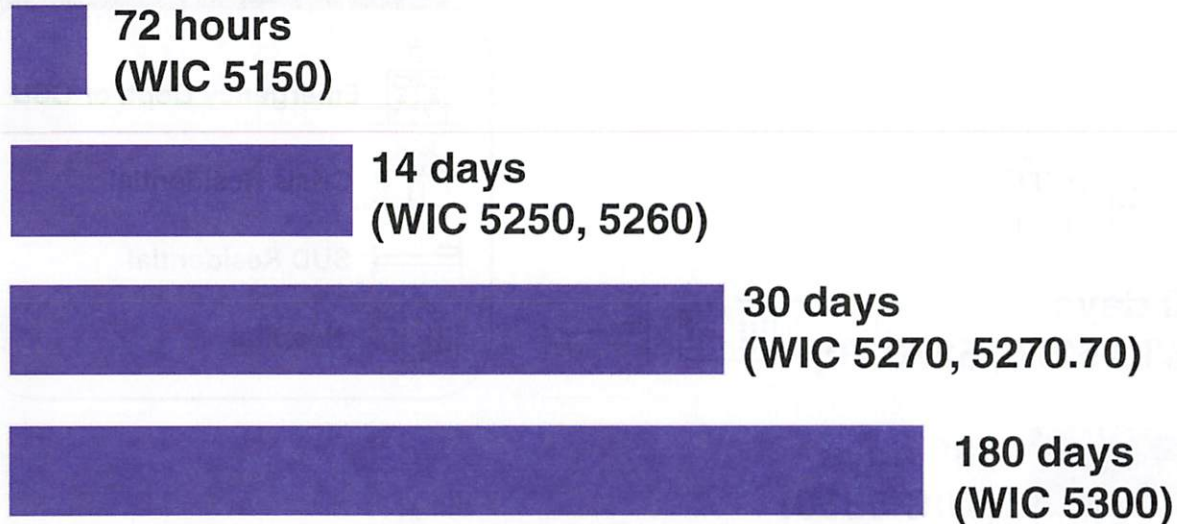 72 hours
(WIC 5150)
14 days
(WIC 5250, 5260)
30 days
(WIC 5270, 5270.70)
180 days
(WIC 5300)